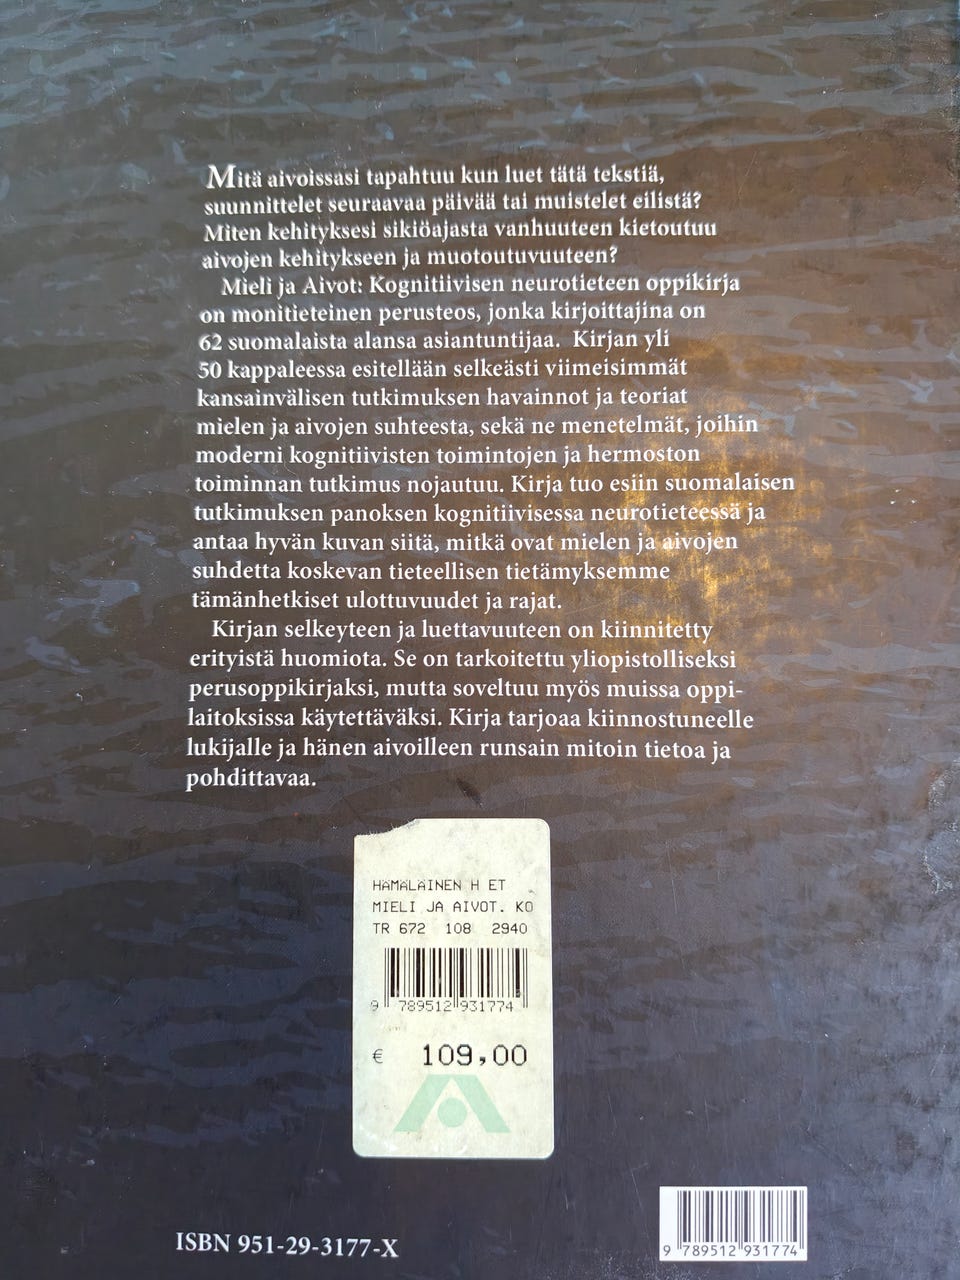 Mitä aivoissasi tapahtuu kun luet tätä tekstiä,
suunnittelet seuraavaa päivää tai muistelet eilistä?
Miten kehityksesi sikiöajasta vanhuuteen kietoutuu
aivojen kehitykseen ja muotoutuvuuteen?
Mieli ja Aivot: Kognitiivisen neurotieteen oppikirja
on monitieteinen perusteos, jonka kirjoittajina on
62 suomalaista alansa asiantuntijaa. Kirjan yli
50 kappaleessa esitellään selkeästi viimeisimmät
kansainvälisen tutkimuksen havainnot ja teoriat
mielen ja aivojen suhteesta, sekä ne menetelmät, joihin
moderni kognitiivisten toimintojen ja hermoston
toiminnan tutkimus nojautuu. Kirja tuo esiin suomalaisen
tutkimuksen panoksen kognitiivisessa neurotieteessä ja
antaa hyvän kuvan siitä, mitkä ovat mielen ja aivojen
suhdetta koskevan tieteellisen tietämyksemme
tämänhetkiset ulottuvuudet ja rajat.
Kirjan selkeyteen ja luettavuuteen on kiinnitetty
erityistä huomiota. Se on tarkoitettu yliopistolliseksi
perusoppikirjaksi, mutta soveltuu myös muissa oppi-
laitoksissa käytettäväksi. Kirja tarjoaa kiinnostuneelle
lukijalle ja hänen aivoilleen runsain mitoin tietoa ja
pohdittavaa.
HÄMÄLÄINEN H ET
MIELI JA AIVOT. KO
TR 672 108 2940
9 789512 931774
€ 109,00
ISBN 951-29-3177-X
9 789512 931774